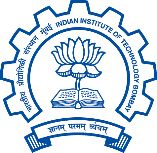 भारतीय प्रौद्योगिकी संस्थान मुंबई
INDIAN INSTITUTE OF TECHNOLOGY BOMBAY
ज्ञानम् परमम् ध्येयम्